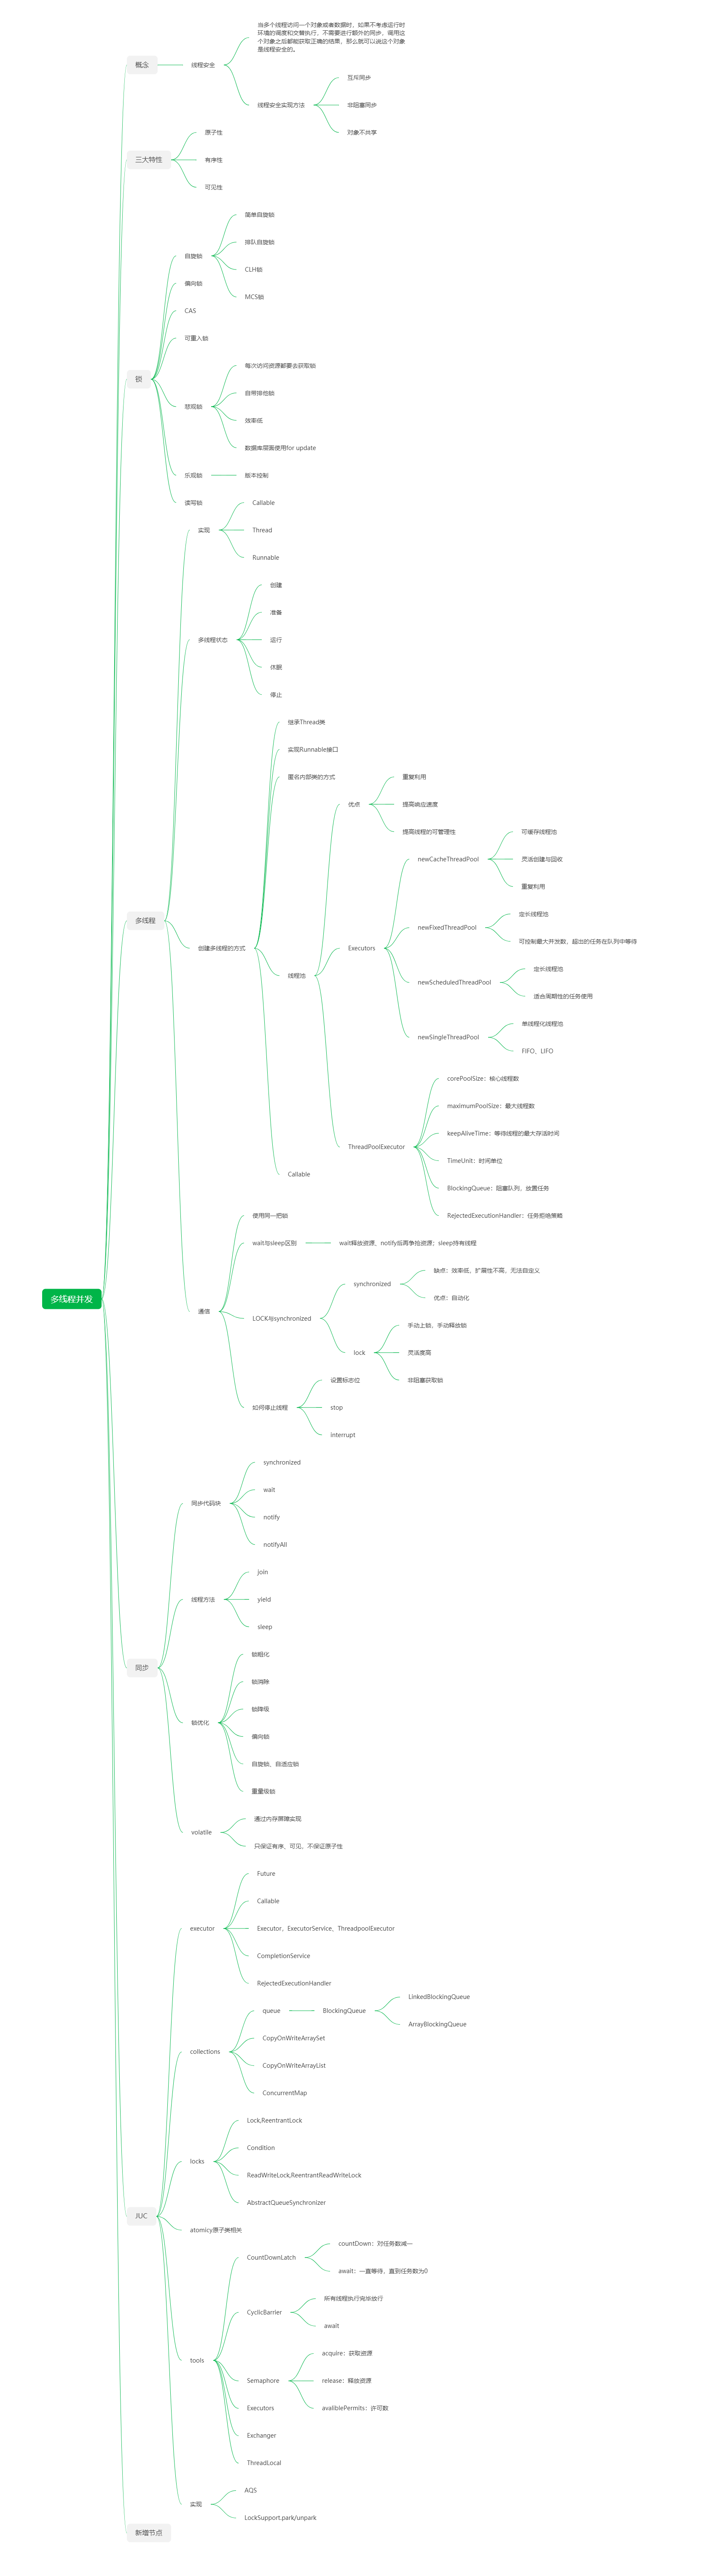 多线程并发
概念
线程安全
当多个线程访问一个对象或者数据时，如果不考虑运行时
环境的调度和交替执行，不需要进行额外的同步，调用这
个对象之后都能获取正确的结果，那么就可以说这个对象
是线程安全的。
线程安全实现方法
互斥同步
非阻塞同步
对象不共享
三大特性
原子性
有序性
可见性
锁
自旋锁
简单自旋锁
排队自旋锁
CLH锁
MCS锁
偏向锁
CAS
可重入锁
悲观锁
每次访问资源都要去获取锁
自带排他锁
效率低
数据库层面使用for update
乐观锁
版本控制
读写锁
多线程
实现
Callable
Thread
Runnable
多线程状态
创建
准备
运行
休眠
停止
创建多线程的方式
继承Thread类
实现Runnable接口
匿名内部类的方式
线程池
优点
重复利用
提高响应速度
提高线程的可管理性
Executors
newCacheThreadPool
可缓存线程池
灵活创建与回收
重复利用
newFixedThreadPool
定长线程池
可控制最大并发数，超出的任务在队列中等待
newScheduledThreadPool
定长线程池
适合周期性的任务使用
newSingleThreadPool
单线程化线程池
FIFO、LIFO
ThreadPoolExecutor
corePoolSize：核心线程数
maximumPoolSize：最大线程数
keepAliveTime：等待线程的最大存活时间
TimeUnit：时间单位
BlockingQueue：阻塞队列，放置任务
RejectedExecutionHandler：任务拒绝策略
Callable
通信
使用同一把锁
wait与sleep区别
wait释放资源，notify后再争抢资源；sleep持有线程
LOCK与synchronized
synchronized
缺点：效率低，扩展性不高，无法自定义
优点：自动化
lock
手动上锁、手动释放锁
灵活度高
非阻塞获取锁
如何停止线程
设置标志位
stop
interrupt
同步
同步代码块
synchronized
wait
notify
notifyAll
线程方法
join
yield
sleep
锁优化
锁粗化
锁消除
锁降级
偏向锁
自旋锁、自适应锁
重量级锁
volatile
通过内存屏障实现
只保证有序、可见，不保证原子性
JUC
executor
Future
Callable
Executor、ExecutorService、ThreadpoolExecutor
CompletionService
RejectedExecutionHandler
collections
queue
BlockingQueue
LinkedBlockingQueue
ArrayBlockingQueue
CopyOnWriteArraySet
CopyOnWriteArrayList
ConcurrentMap
locks
Lock,ReentrantLock
Condition
ReadWriteLock,ReentrantReadWriteLock
AbstractQueueSynchronizer
atomicy原子类相关
tools
CountDownLatch
countDown：对任务数减一
await：一直等待，直到任务数为0
CyclicBarrier
所有线程执行完毕放行
await
Semaphore
acquire：获取资源
release：释放资源
avaliblePermits：许可数
Executors
Exchanger
ThreadLocal
实现
AQS
LockSupport.park/unpark
新增节点